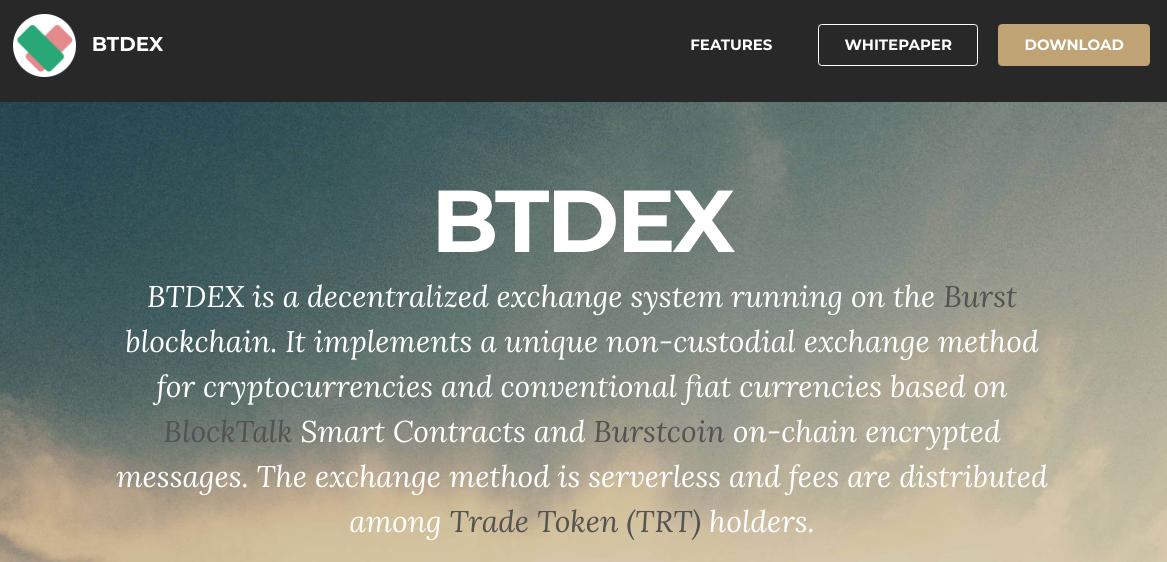 BTDEX
FEATURES
WHITEPAPER
DOWNLOAD
BTDEX
BTDEX is a decentralized exchange system running on the Burst
blockchain. It implements a unique non-custodial exchange method
for cryptocurrencies and conventional fiat currencies based on
BlockTalk Smart Contracts and Burstcoin on-chain encrypted
messages. The exchange method is serverless and fees are distributed
among Trade Token (TRT) holders.